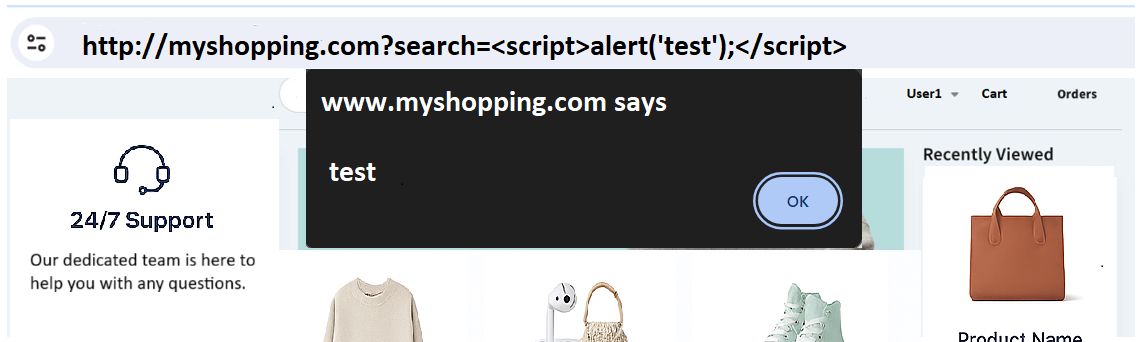 http://myshopping.com?search=<script>alert('test');</script>
www.myshopping.com says
test
OK
User1
Cart
Orders
24/7 Support
Our dedicated team is here to
help you with any questions.
Recently Viewed
Product Name